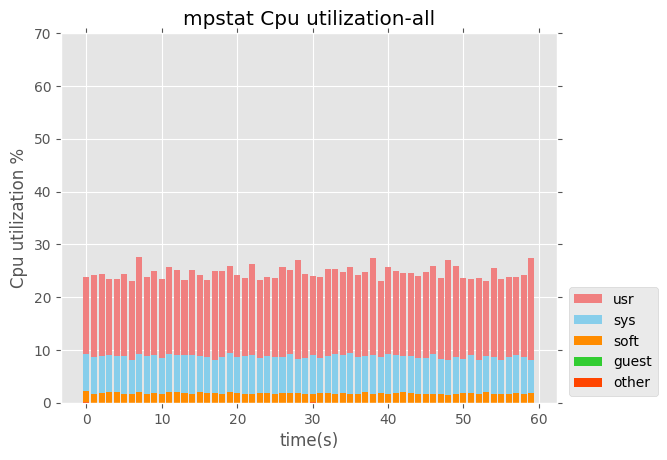 mpstat Cpu utilization-all
70
60
50
40
30
20
10
0
Cpu utilization %
0 10 20 30 40 50 60
time(s)
usr
sys
soft
guest
other